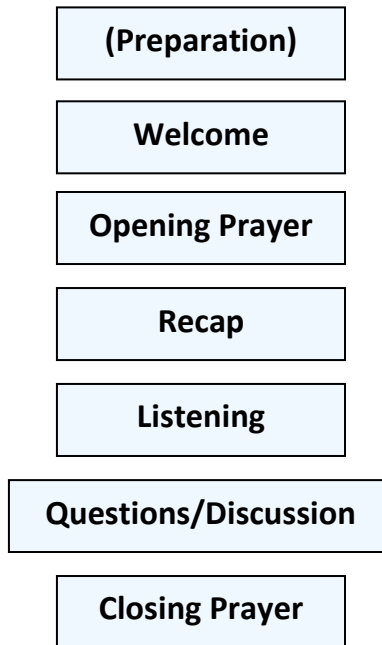 (Preparation)
Welcome
Opening Prayer
Recap
Listening
Questions/Discussion
Closing Prayer